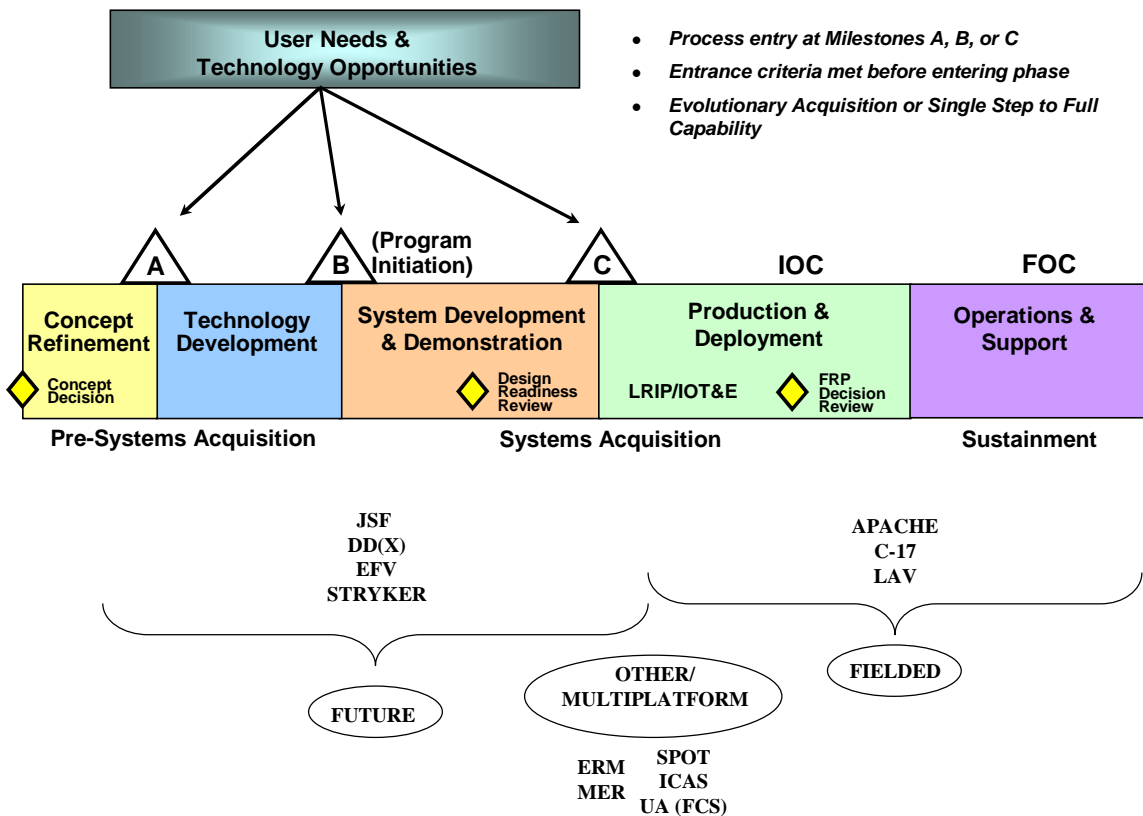 User Needs &
Technology Opportunities
• Process entry at Milestones A, B, or C
• Entrance criteria met before entering phase
• Evolutionary Acquisition or Single Step to Full
Capability
A
B
(Program
Initiation)
C
IOC
FOC
Concept
Refinement
Technology
Development
System Development
& Demonstration
Production &
Deployment
Operations &
Support
Concept
Decision
Design
Readiness
Review
LRIP/IOT&E
FRP
Decision
Review
Pre-Systems Acquisition
Systems Acquisition
Sustainment
JSF
DD(X)
EFV
STRYKER
APACHE
C-17
LAV
FUTURE
OTHER/
MULTIPLATFORM
FIELDED
ERM
MER
SPOT
ICAS
UA (FCS)